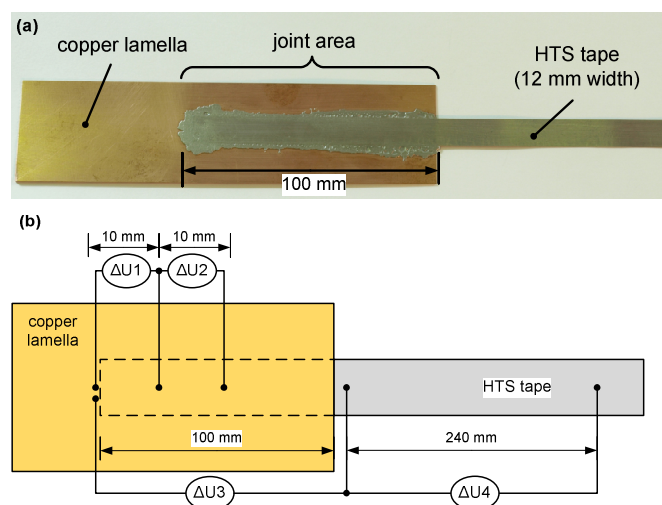 (a)
copper lamella
joint area
HTS tape
(12 mm width)
100 mm
(b)
10 mm
10 mm
ΔU1
ΔU2
copper
lamella
HTS tape
100 mm
240 mm
ΔU3
ΔU4